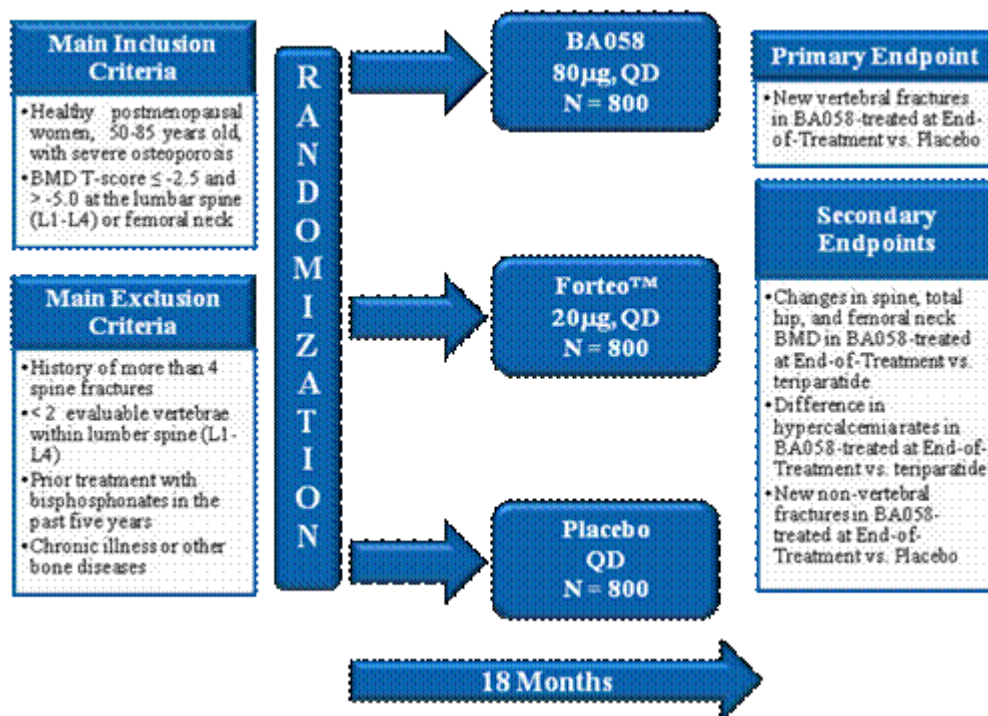 Main Inclusion
Criteria
•Healthy postmenopausal
women, 50-85 years old,
with severe osteoporosis
•BMD T-score ≤ -2.5 and
> -5.0 at the lumbar spine
(L1-L4) or femoral neck
Main Exclusion
Criteria
•History of more than 4
spine fractures
•< 2 evaluable vertebrae
within lumber spine (L1-
L4)
•Prior treatment with
bisphosphonates in the
past five years
•Chronic illness or other
bone diseases
R
A
N
D
O
M
I
Z
A
T
I
O
N
BA058
80µg, QD
N = 800
Forteo™
20µg, QD
N = 800
Placebo
QD
N = 800
18 Months
Primary Endpoint
•New vertebral fractures
in BA058-treated at End-
of-Treatment vs. Placebo
Secondary
Endpoints
•Changes in spine, total
hip, and femoral neck
BMD in BA058-treated
at End-of-Treatment vs.
teriparatide
•Difference in
hypercalcemia rates in
BA058-treated at End-of-
Treatment vs. teriparatide
•New non-vertebral
fractures in BA058-
treated at End-of-
Treatment vs. Placebo